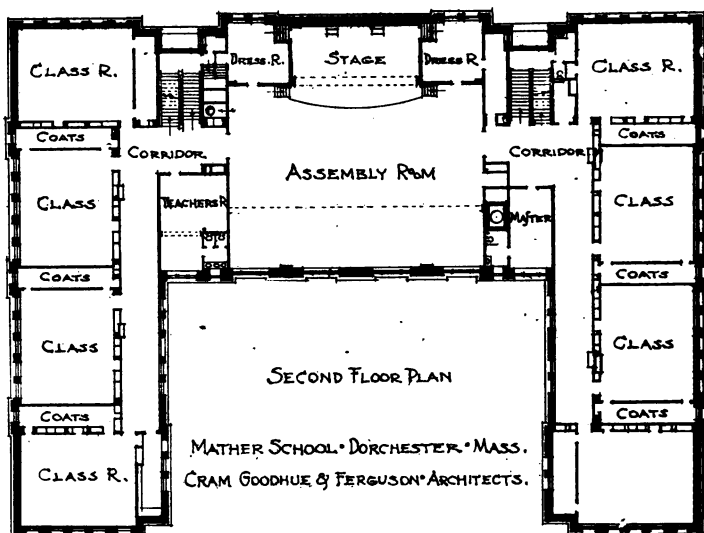 CLASS R.
DRESS. R.
STAGE
DRESS R
CLASS R.
COATS
COATS
CORRIDOR
ASSEMBLY ROOM
CORRIDOR
CLASS
TEACHERS R
MASTER
CLASS
COATS
COATS
CLASS
CLASS
SECOND FLOOR PLAN
COATS
COATS
MATHER SCHOOL · DORCHESTER · MASS.
CLASS R.
CRAM GOODHUE & FERGUSON · ARCHITECTS.